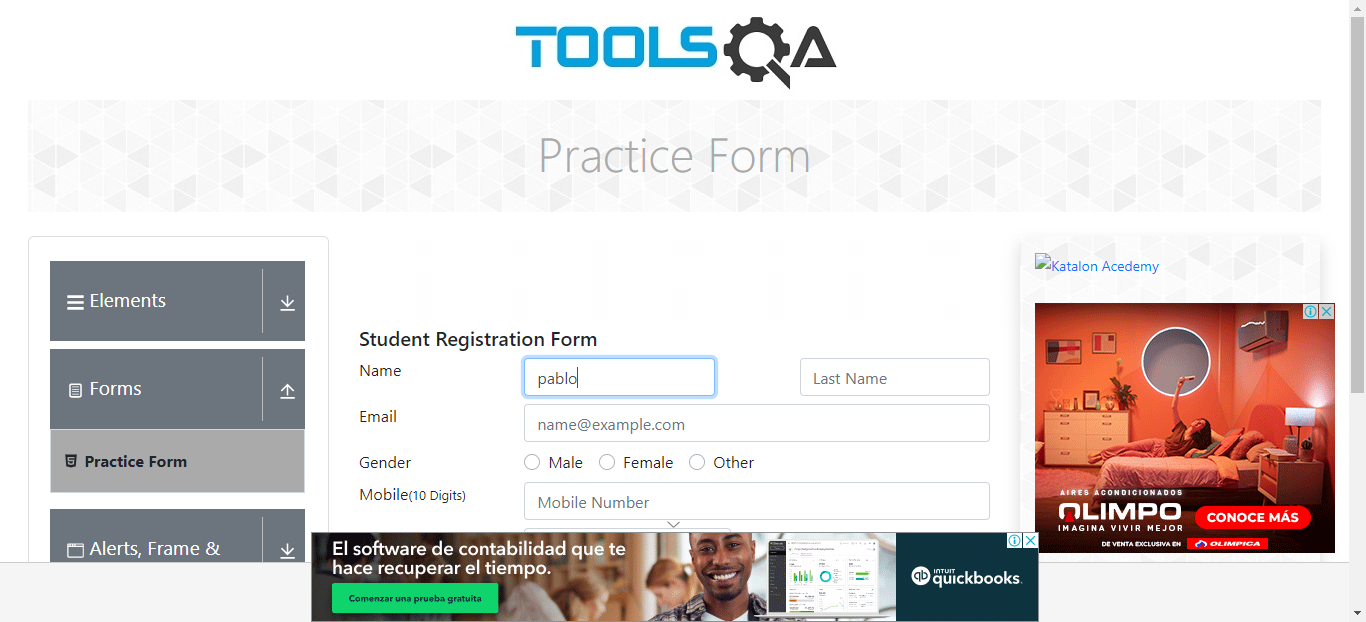 TOOLSQA
Practice Form
Elements
Forms
Practice Form
Alerts, Frame &
Student Registration Form
Name
pablo
Last Name
Email
name@example.com
Gender
Male
Female
Other
Mobile(10 Digits)
Mobile Number
Katalon Acedemy
AIRES ACONDICIONADOS
OLIMPO
IMAGINA VIVIR MEJOR
CONOCE MÁS
DE VENTA EXCLUSIVA EN
OLIMPICA
El software de contabilidad que te
hace recuperar el tiempo.
Comenzar una prueba gratuita
qb INTUIT
quickbooks.